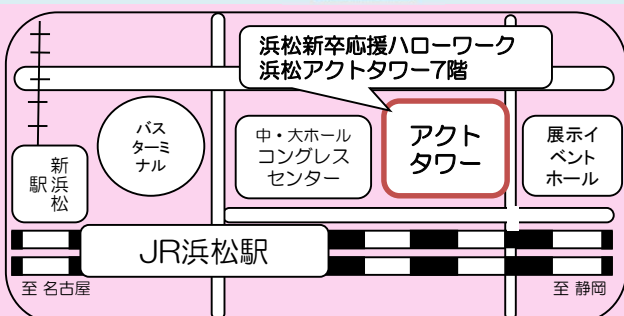 浜松新卒応援ハローワーク
浜松アクトタワー7階
バス
ターミ
ナル
中・大ホール
コングレス
センター
アクト
タワー
展示イ
ベント
ホール
新浜松
駅
JR浜松駅
至 名古屋
至 静岡